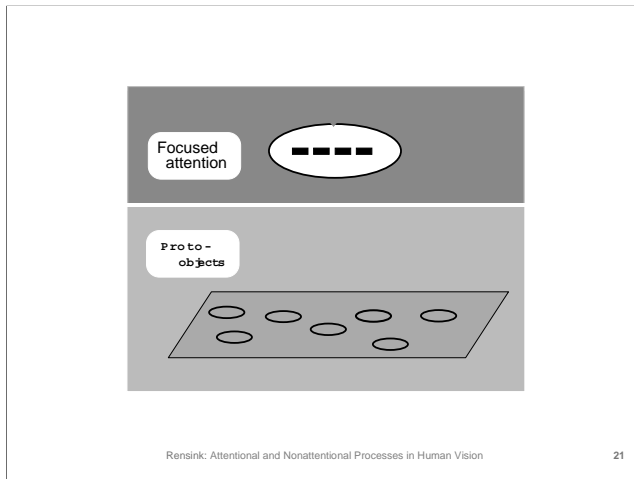 Focused
attention
Proto-
objects
Rensink: Attentional and Nonattentional Processes in Human Vision
21